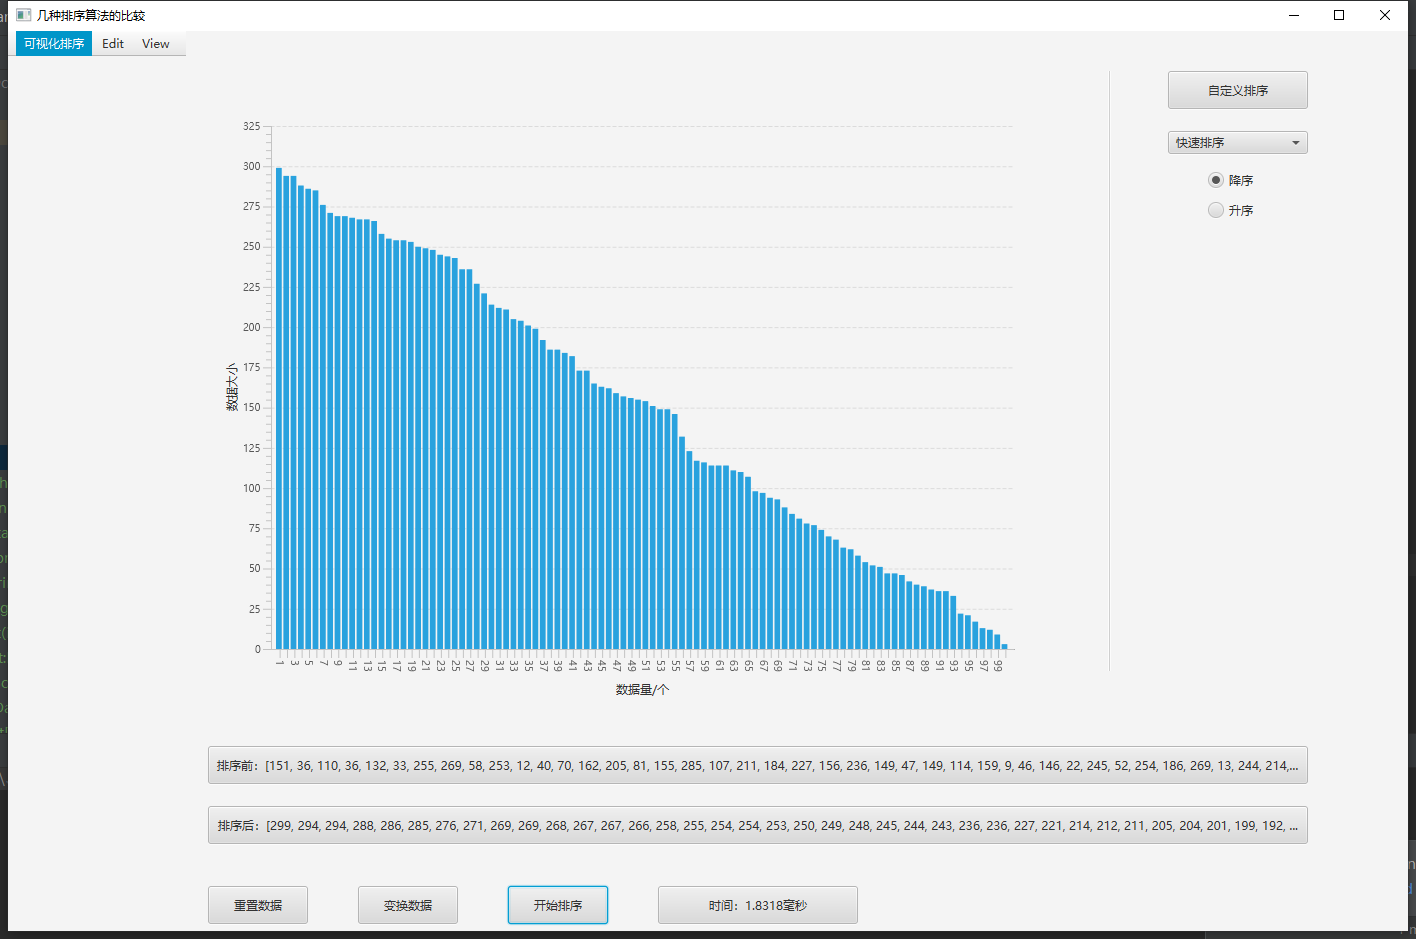 几种排序算法的比较
可视化排序 Edit View
自定义排序
快速排序
降序
升序
325
300
275
250
225
200
175
150
125
100
75
50
25
0
数据大小
1 3 5 7 9 11 13 15 17 19 21 23 25 27 29 31 33 35 37 39 41 43 45 47 49 51 53 55 57 59 61 63 65 67 69 71 73 75 77 79 81 83 85 87 89 91 93 95 97 99
数据量/个
排序前：[151, 36, 110, 36, 132, 33, 255, 269, 58, 253, 12, 40, 70, 162, 205, 81, 155, 285, 107, 211, 184, 227, 156, 236, 149, 47, 149, 114, 159, 9, 46, 146, 22, 245, 52, 254, 186, 269, 13, 244, 214,...
排序后：[299, 294, 294, 288, 286, 285, 276, 271, 269, 269, 268, 267, 267, 266, 258, 255, 254, 254, 253, 250, 249, 248, 245, 244, 243, 236, 236, 227, 221, 214, 212, 211, 205, 204, 201, 199, 192, ...
重置数据 变换数据 开始排序 时间：1.8318毫秒